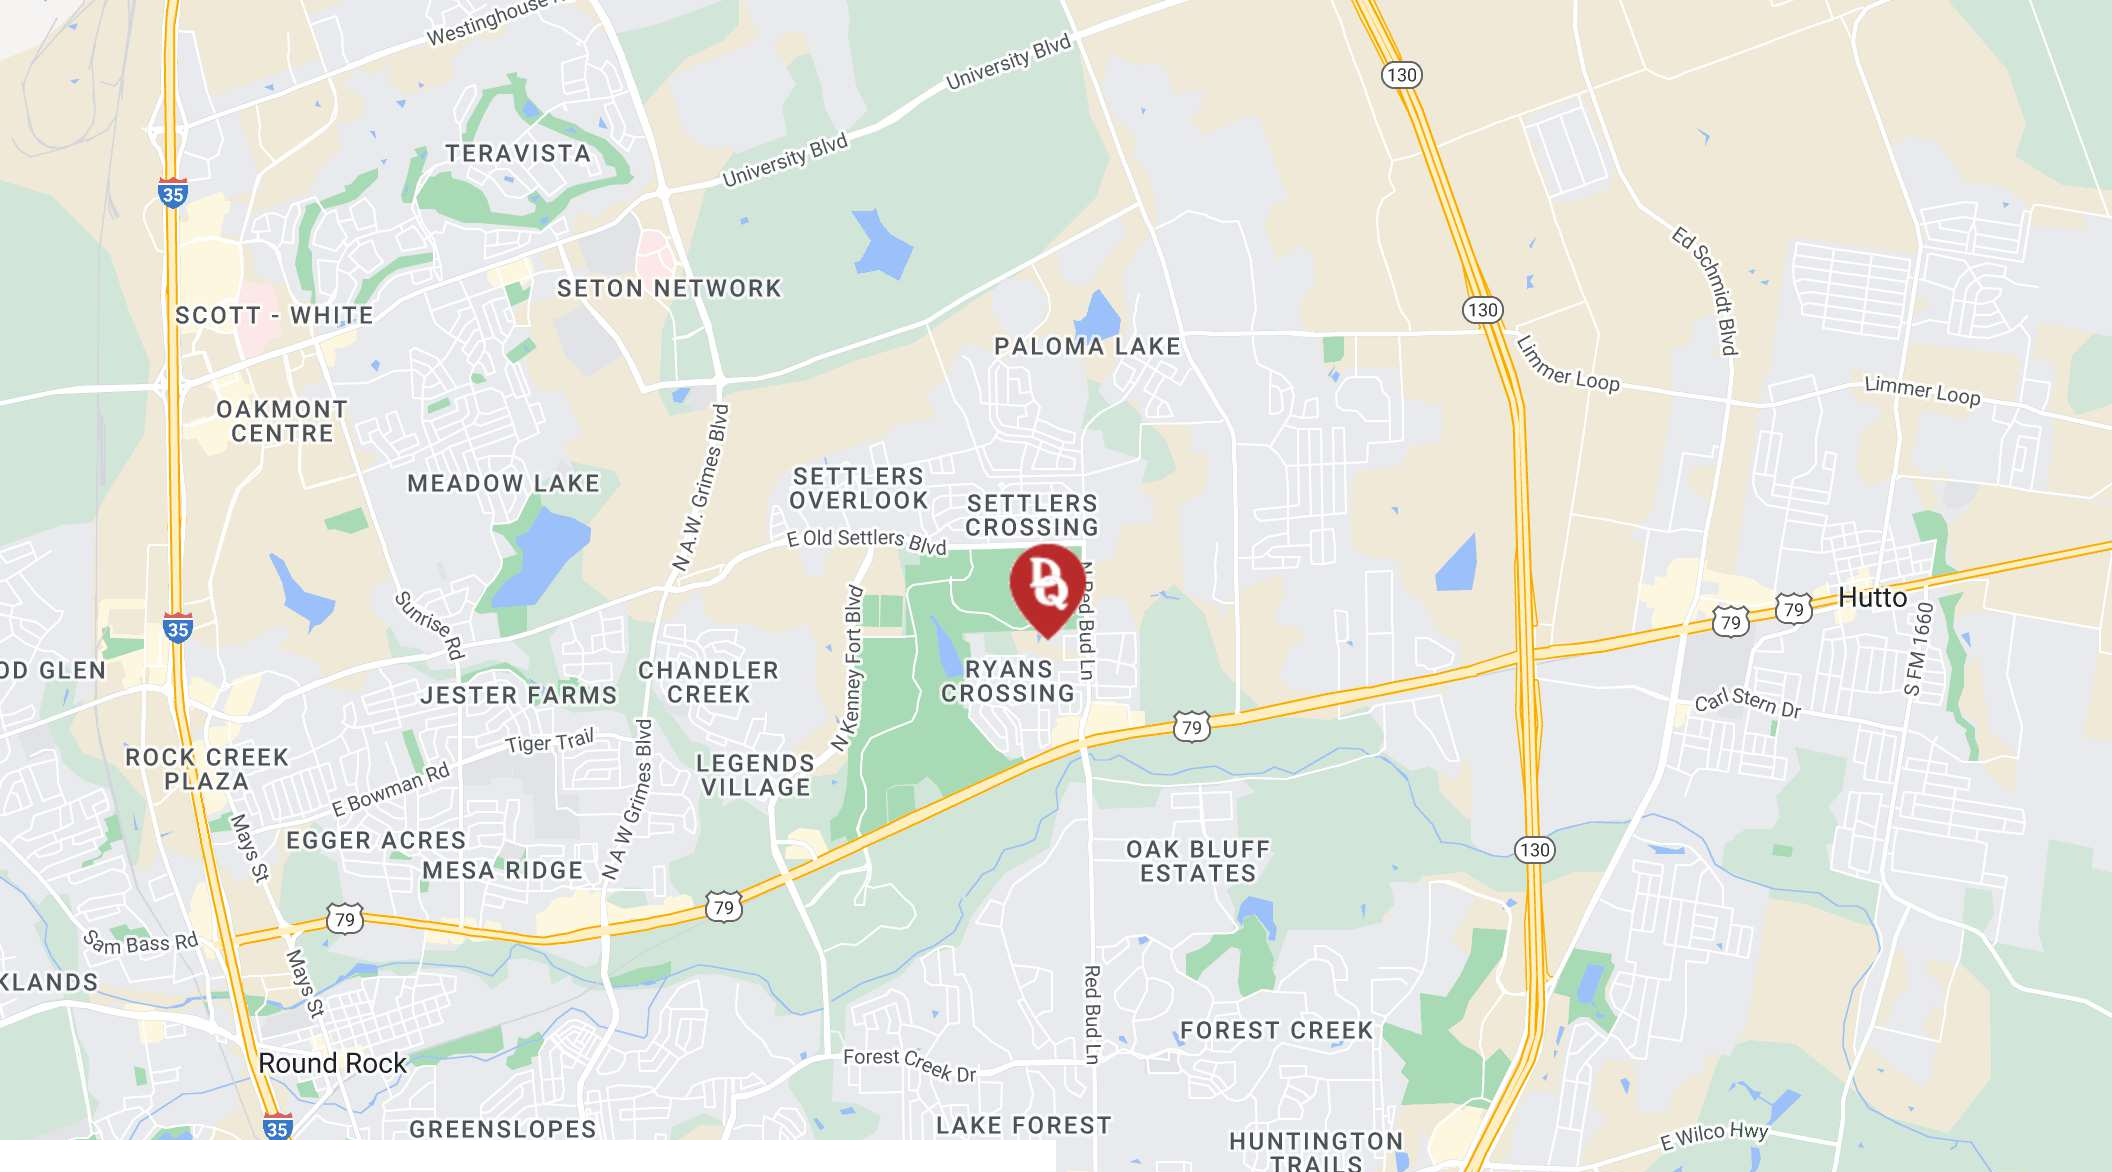 Westinghouse
University Blvd
130
TERAVISTA
University Blvd
35
Ed Schmidt Blvd
SETON NETWORK
SCOTT - WHITE
130
PALOMA LAKE
Limmer Loop
Limmer Loop
OAKMONT
CENTRE
N A.W. Grimes Blvd
MEADOW LAKE
SETTLERS
OVERLOOK
SETTLERS
CROSSING
E Old Settlers Blvd
DQ
N Red Bud Ln
Hutto
79
79
35
Sunrise Rd
N Kenney Fort Blvd
S FM 1660
OD GLEN
JESTER FARMS
CHANDLER
CREEK
RYANS
CROSSING
Carl Stern Dr
79
Tiger Trail
N A W Grimes Blvd
ROCK CREEK
PLAZA
E Bowman Rd
LEGENDS
VILLAGE
Mays St
EGGER ACRES
MESA RIDGE
OAK BLUFF
ESTATES
130
79
79
Sam Bass Rd
Mays St
KLANDS
Red Bud Ln
FOREST CREEK
Round Rock
Forest Creek Dr
35
GREENSLOPES
LAKE FOREST
HUNTINGTON
TRAILS
E Wilco Hwy